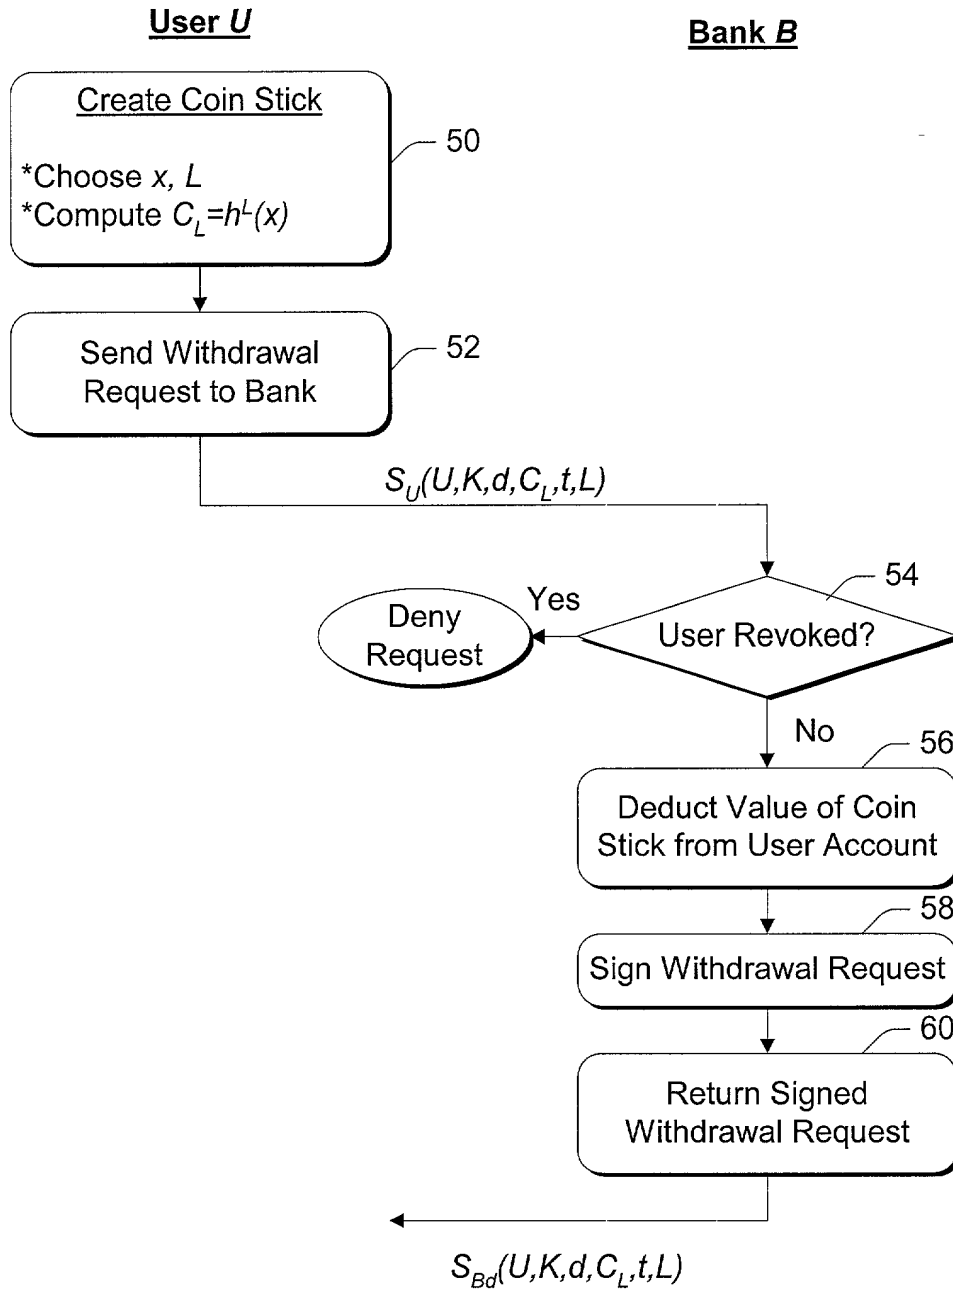 User U
Bank B
Create Coin Stick
50
*Choose x, L
*Compute C_L=h^L(x)
Send Withdrawal
Request to Bank
52
S_U(U,K,d,C_L,t,L)
54
Yes
Deny
Request
User Revoked?
No
56
Deduct Value of Coin
Stick from User Account
58
Sign Withdrawal Request
60
Return Signed
Withdrawal Request
S_Bd(U,K,d,C_L,t,L)